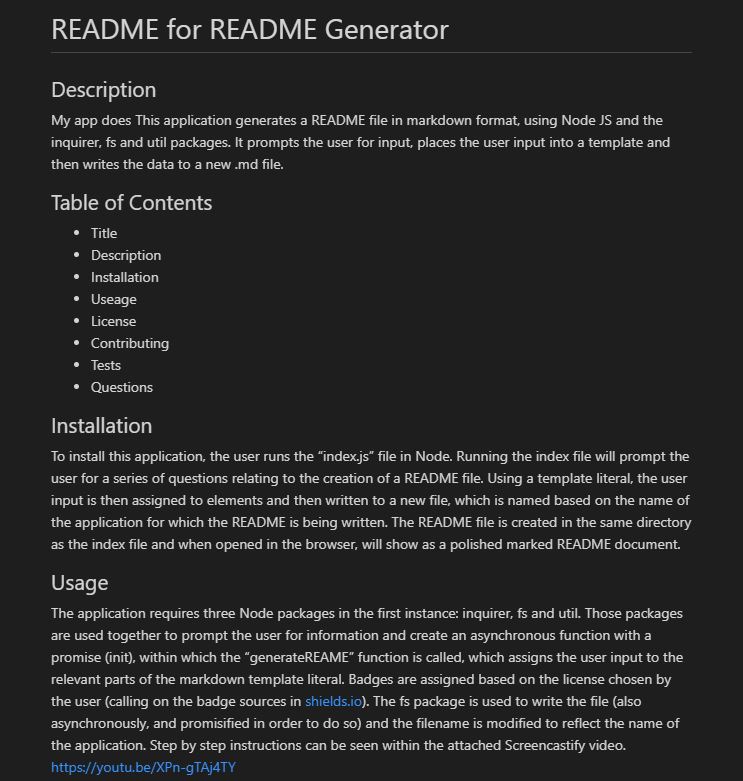 README for README Generator
Description
My app does This application generates a README file in markdown format, using Node JS and the
inquirer, fs and util packages. It prompts the user for input, places the user input into a template and
then writes the data to a new .md file.
Table of Contents
• Title
• Description
• Installation
• Useage
• License
• Contributing
• Tests
• Questions
Installation
To install this application, the user runs the “index.js” file in Node. Running the index file will prompt the
user for a series of questions relating to the creation of a README file. Using a template literal, the user
input is then assigned to elements and then written to a new file, which is named based on the name of
the application for which the README is being written. The README file is created in the same directory
as the index file and when opened in the browser, will show as a polished marked README document.
Usage
The application requires three Node packages in the first instance: inquirer, fs and util. Those packages
are used together to prompt the user for information and create an asynchronous function with a
promise (init), within which the “generateREAME” function is called, which assigns the user input to the
relevant parts of the markdown template literal. Badges are assigned based on the license chosen by
the user (calling on the badge sources in shields.io). The fs package is used to write the file (also
asynchronously, and promisified in order to do so) and the filename is modified to reflect the name of
the application. Step by step instructions can be seen within the attached Screencastify video.
https://youtu.be/XPn-gTAj4TY